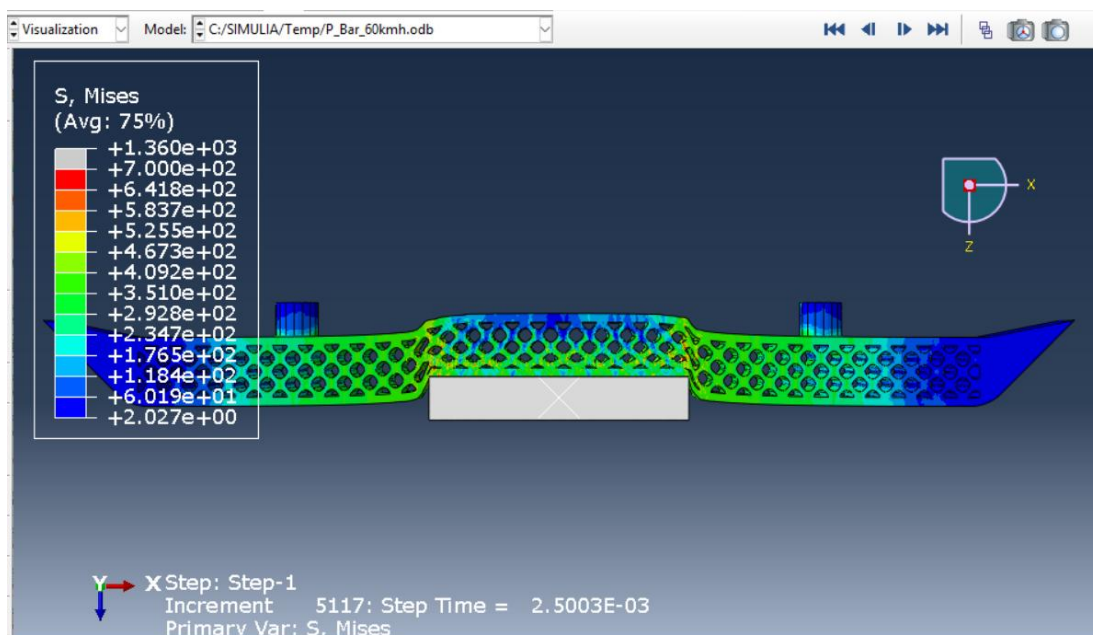 Visualization Model: C:/SIMULIA/Temp/P_Bar_60kmh.odb
S, Mises
(Avg: 75%)
+1.360e+03
+7.000e+02
+6.418e+02
+5.837e+02
+5.255e+02
+4.673e+02
+4.092e+02
+3.510e+02
+2.928e+02
+2.347e+02
+1.765e+02
+1.184e+02
+6.019e+01
+2.027e+00
X
Z
Y X Step: Step-1
Increment 5117: Step Time = 2.5003E-03
Primary Var: S, Mises